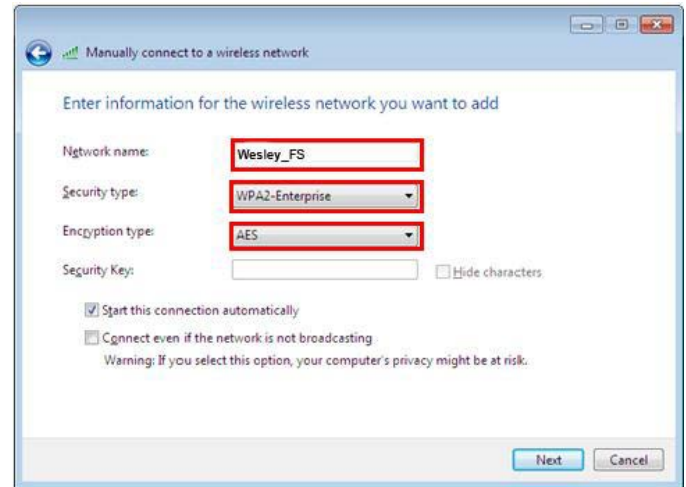 Manually connect to a wireless network
Enter information for the wireless network you want to add
Network name: Wesley_FS
Security type: WPA2-Enterprise
Encryption type: AES
Security Key: Hide characters
Start this connection automatically
Connect even if the network is not broadcasting
Warning: If you select this option, your computer's privacy might be at risk.
Next Cancel